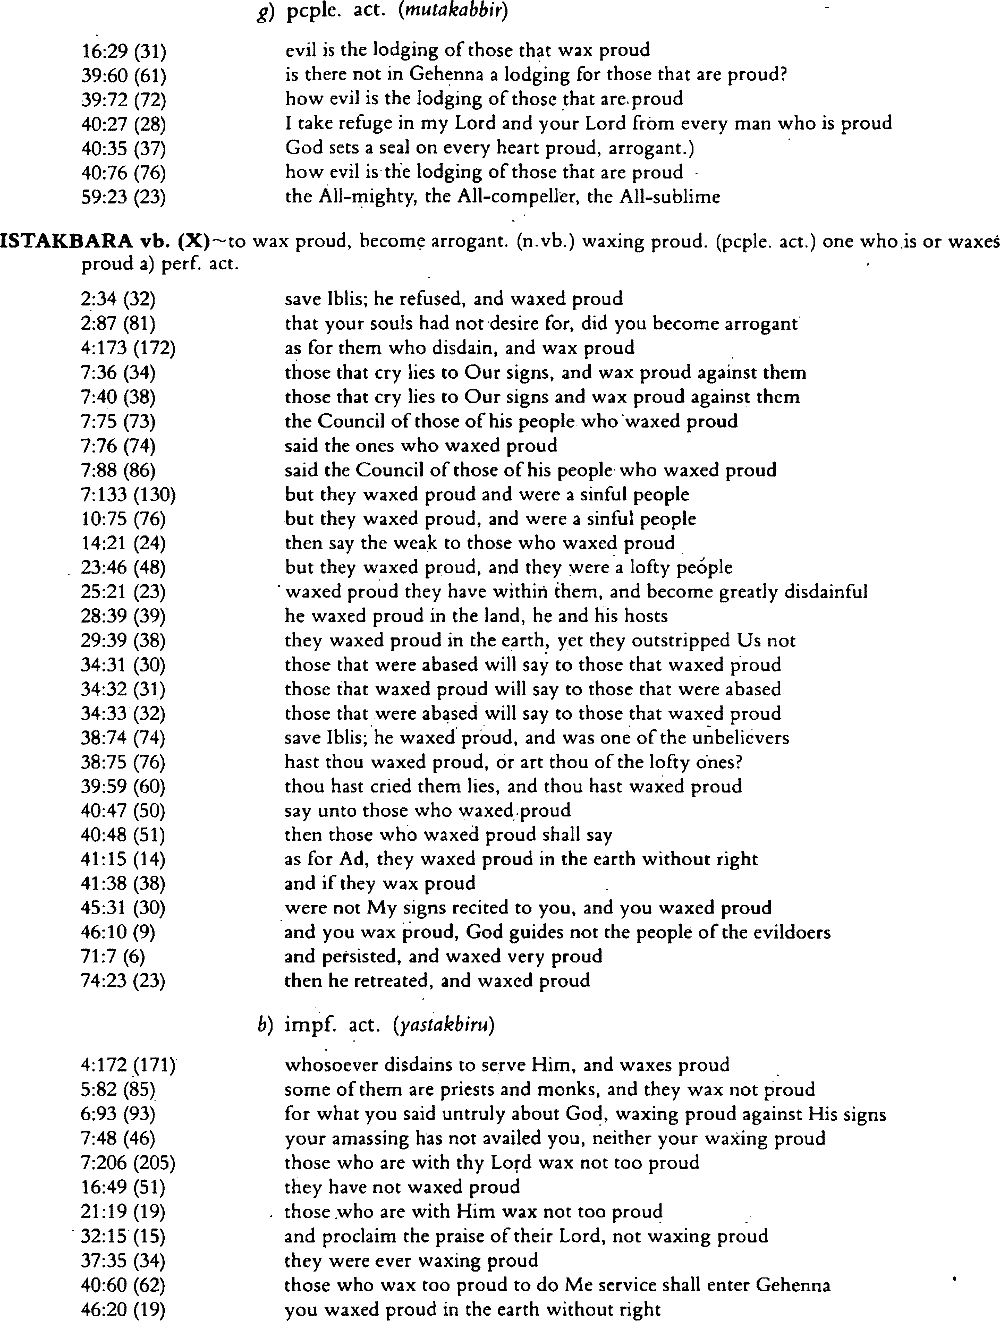 g) pcple. act. (mutakabbir)
16:29 (31) evil is the lodging of those that wax proud
39:60 (61) is there not in Gehenna a lodging for those that are proud?
39:72 (72) how evil is the lodging of those that are proud
40:27 (28) I take refuge in my Lord and your Lord from every man who is proud
40:35 (37) God sets a seal on every heart proud, arrogant.)
40:76 (76) how evil is the lodging of those that are proud
59:23 (23) the All-mighty, the All-compeller, the All-sublime
ISTAKBARA vb. (X)~to wax proud, become arrogant. (n.vb.) waxing proud. (pcple. act.) one who is or waxes
proud a) perf. act.
2:34 (32) save Iblis; he refused, and waxed proud
2:87 (81) that your souls had not desire for, did you become arrogant
4:173 (172) as for them who disdain, and wax proud
7:36 (34) those that cry lies to Our signs, and wax proud against them
7:40 (38) those that cry lies to Our signs and wax proud against them
7:75 (73) the Council of those of his people who waxed proud
7:76 (74) said the ones who waxed proud
7:88 (86) said the Council of those of his people who waxed proud
7:133 (130) but they waxed proud and were a sinful people
10:75 (76) but they waxed proud, and were a sinful people
14:21 (24) then say the weak to those who waxed proud
23:46 (48) but they waxed proud, and they were a lofty people
25:21 (23) waxed proud they have within them, and become greatly disdainful
28:39 (39) he waxed proud in the land, he and his hosts
29:39 (38) they waxed proud in the earth, yet they outstripped Us not
34:31 (30) those that were abased will say to those that waxed proud
34:32 (31) those that waxed proud will say to those that were abased
34:33 (32) those that were abased will say to those that waxed proud
38:74 (74) save Iblis; he waxed proud, and was one of the unbelievers
38:75 (76) hast thou waxed proud, or art thou of the lofty ones?
39:59 (60) thou hast cried them lies, and thou hast waxed proud
40:47 (50) say unto those who waxed proud
40:48 (51) then those who waxed proud shall say
41:15 (14) as for Ad, they waxed proud in the earth without right
41:38 (38) and if they wax proud
45:31 (30) were not My signs recited to you, and you waxed proud
46:10 (9) and you wax proud, God guides not the people of the evildoers
71:7 (6) and persisted, and waxed very proud
74:23 (23) then he retreated, and waxed proud
b) impf. act. (yastakbiru)
4:172 (171) whosoever disdains to serve Him, and waxes proud
5:82 (85) some of them are priests and monks, and they wax not proud
6:93 (93) for what you said untruly about God, waxing proud against His signs
7:48 (46) your amassing has not availed you, neither your waxing proud
7:206 (205) those who are with thy Lord wax not too proud
16:49 (51) they have not waxed proud
21:19 (19) those who are with Him wax not too proud
32:15 (15) and proclaim the praise of their Lord, not waxing proud
37:35 (34) they were ever waxing proud
40:60 (62) those who wax too proud to do Me service shall enter Gehenna
46:20 (19) you waxed proud in the earth without right